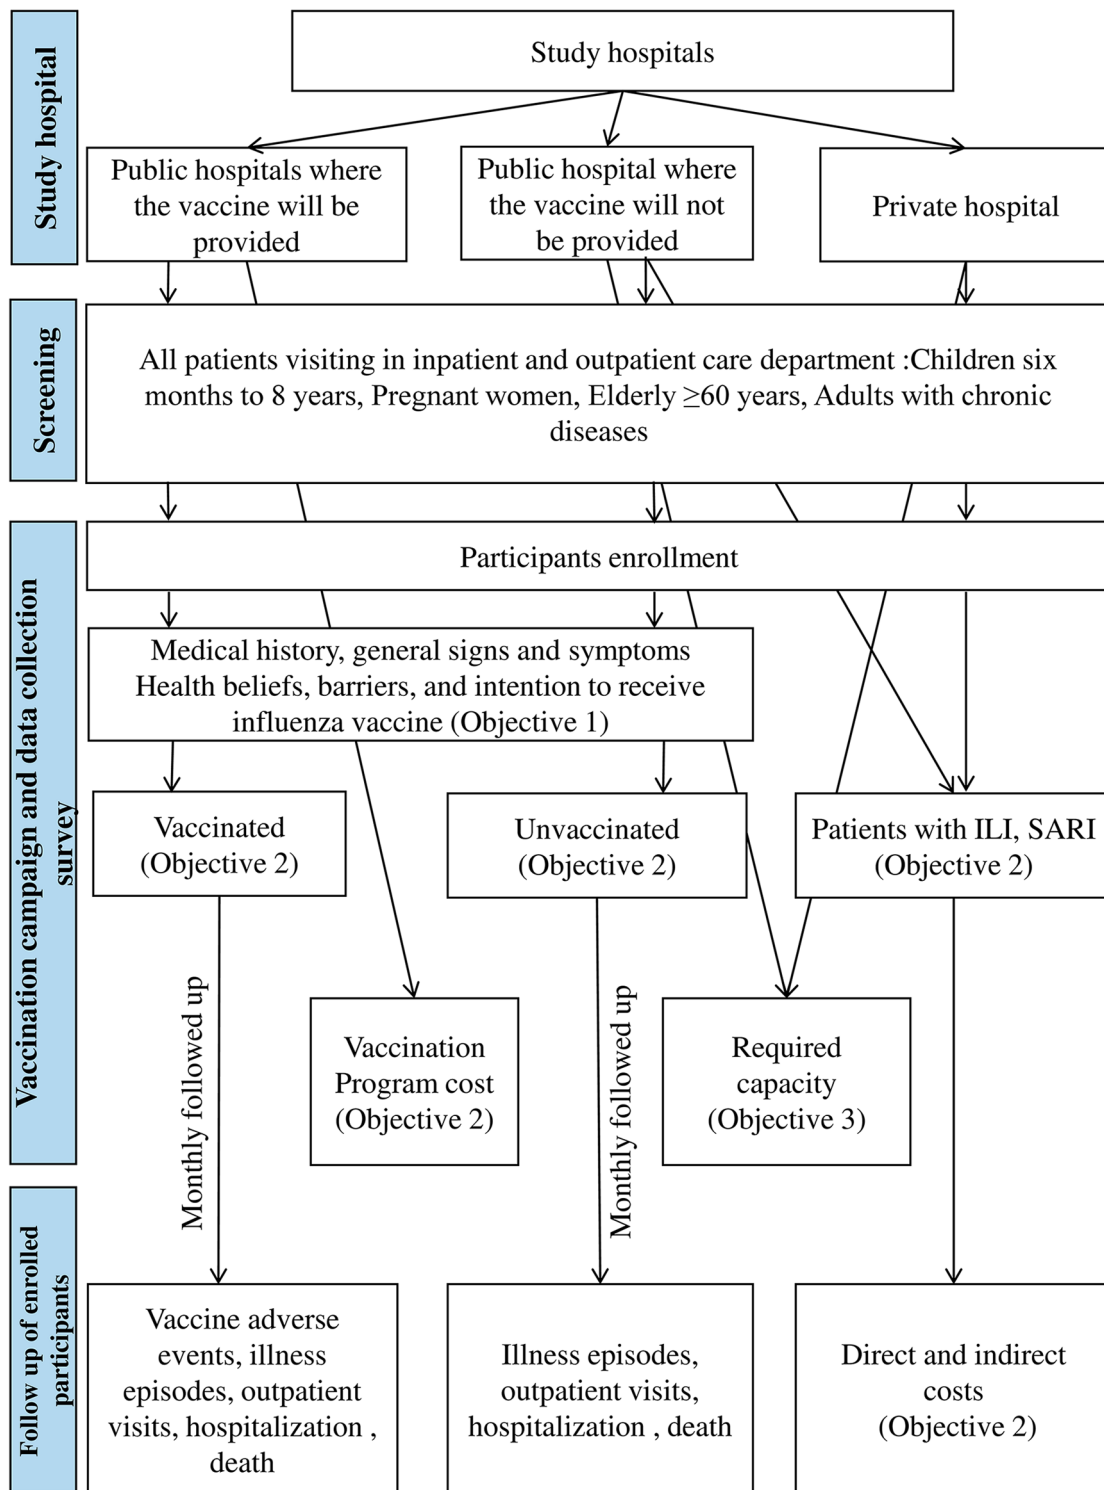 Study hospital
Study hospitals
Public hospitals where
the vaccine will be
provided
Public hospital where
the vaccine will not
be provided
Private hospital
Screening
All patients visiting in inpatient and outpatient care department :Children six
months to 8 years, Pregnant women, Elderly ≥60 years, Adults with chronic
diseases
Vaccination campaign and data collection
survey
Participants enrollment
Medical history, general signs and symptoms
Health beliefs, barriers, and intention to receive
influenza vaccine (Objective 1)
Vaccinated
(Objective 2)
Unvaccinated
(Objective 2)
Patients with ILI, SARI
(Objective 2)
Monthly followed up
Vaccination
Program cost
(Objective 2)
Monthly followed up
Required
capacity
(Objective 3)
Follow up of enrolled
participants
Vaccine adverse
events, illness
episodes, outpatient
visits, hospitalization ,
death
Illness episodes,
outpatient visits,
hospitalization , death
Direct and indirect
costs
(Objective 2)